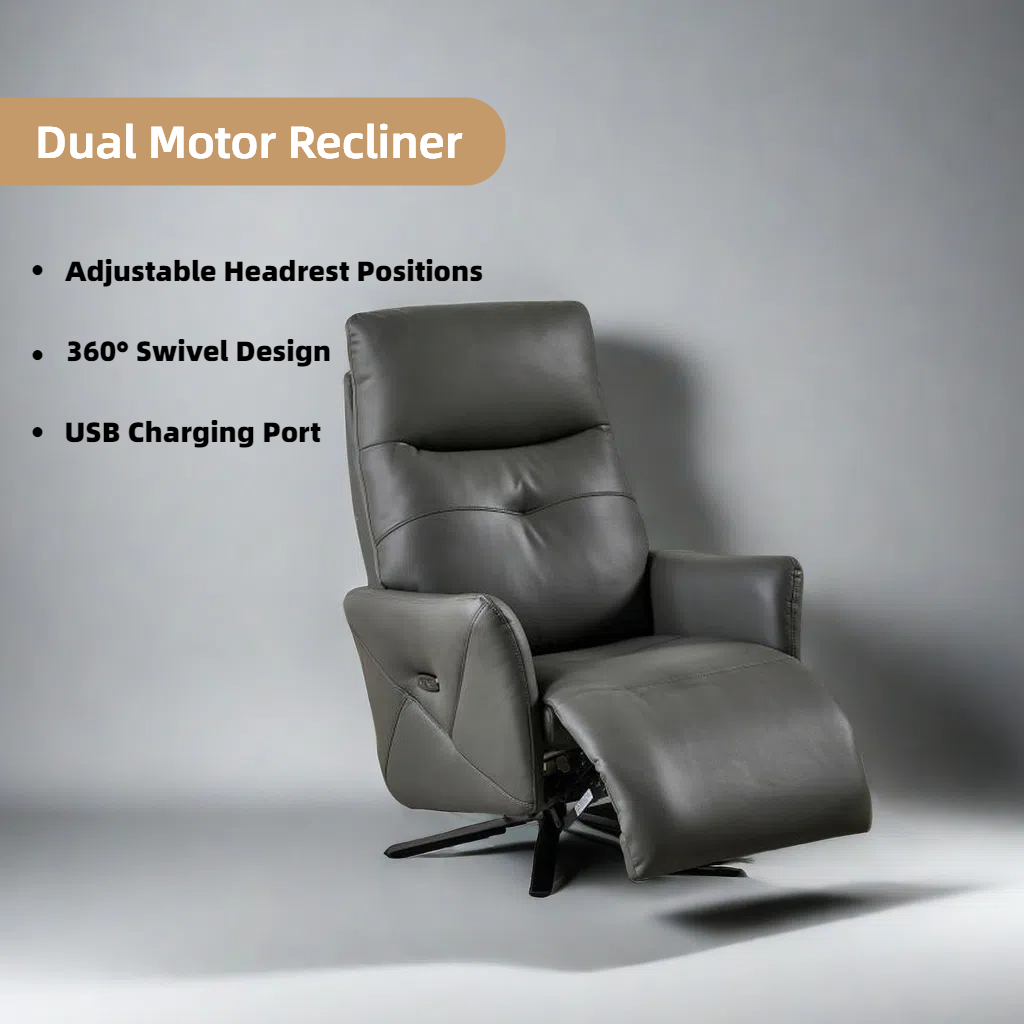 Dual Motor Recliner
• Adjustable Headrest Positions
• 360° Swivel Design
• USB Charging Port